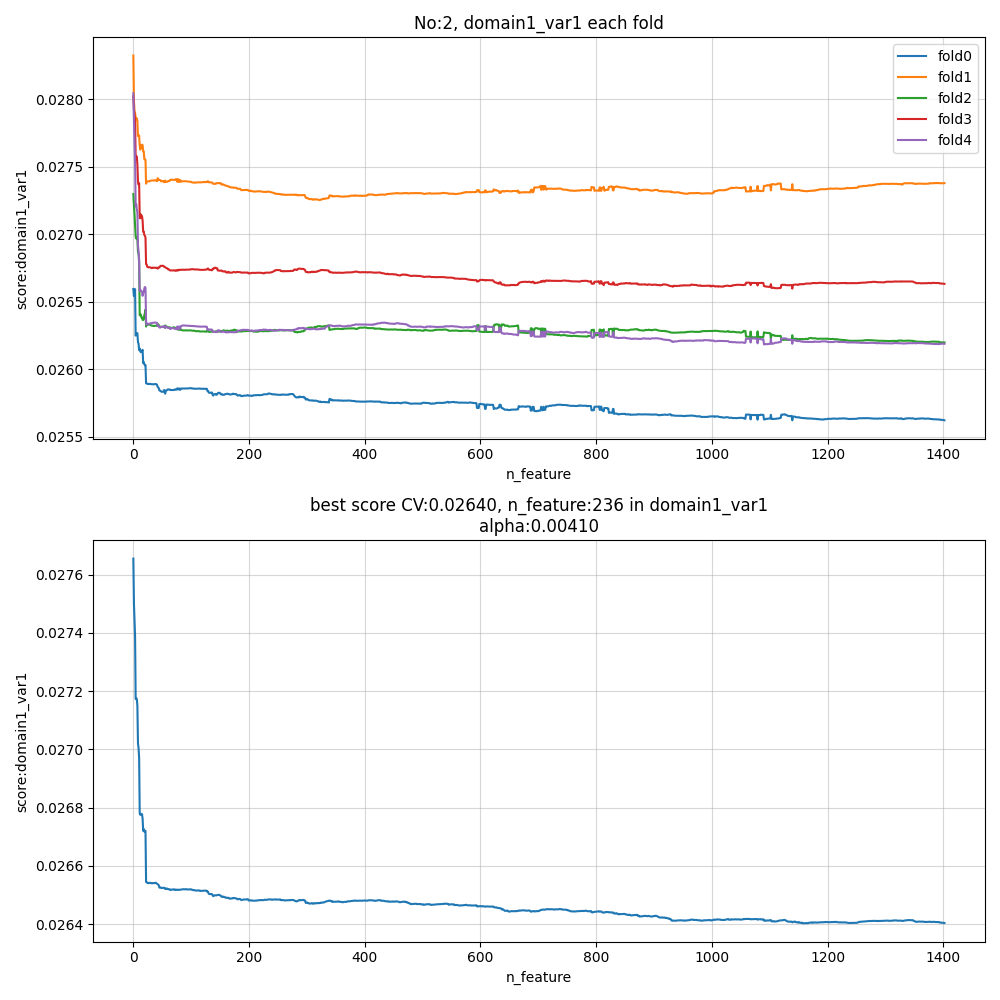 No:2, domain1_var1 each fold
0.0280
0.0275
0.0270
0.0265
0.0260
0.0255
score:domain1_var1
fold0
fold1
fold2
fold3
fold4
0 200 400 600 800 1000 1200 1400
n_feature
best score CV:0.02640, n_feature:236 in domain1_var1
alpha:0.00410
0.0276
0.0274
0.0272
0.0270
0.0268
0.0266
0.0264
score:domain1_var1
0 200 400 600 800 1000 1200 1400
n_feature